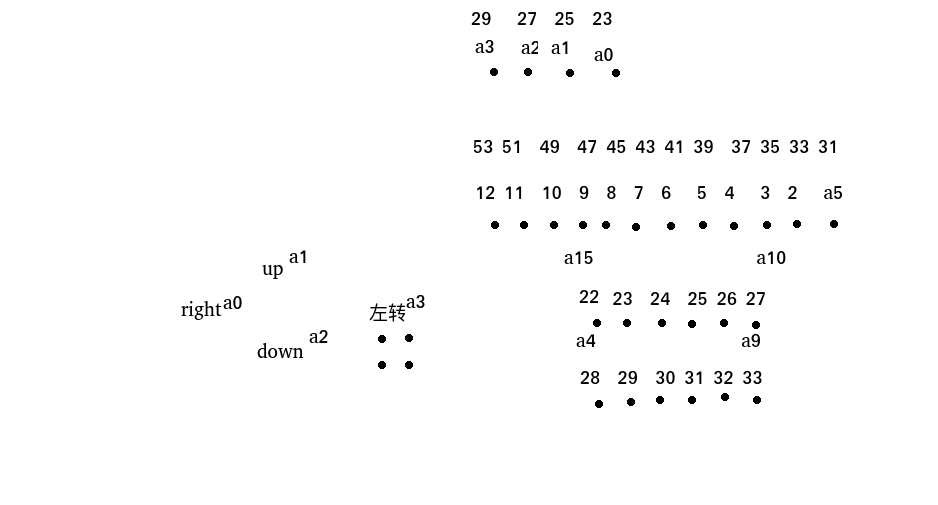 29 27 25 23
a3 a2 a1 a0
53 51 49 47 45 43 41 39 37 35 33 31
12 11 10 9 8 7 6 5 4 3 2 a5
a15 a10
up a1
right a0
左转 a3
down a2
22 23 24 25 26 27
a4 a9
28 29 30 31 32 33